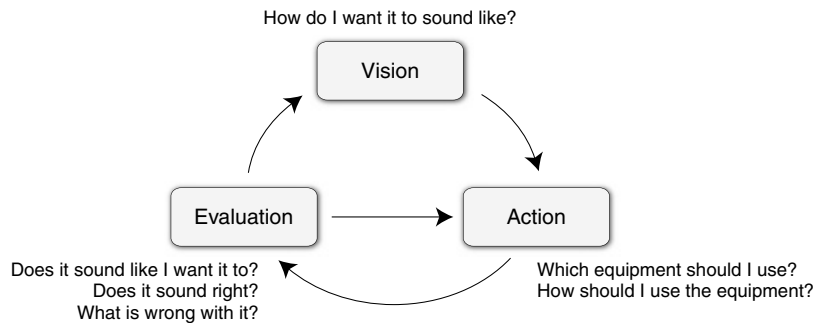 How do I want it to sound like?
Vision
Evaluation
Action
Does it sound like I want it to?
Does it sound right?
What is wrong with it?
Which equipment should I use?
How should I use the equipment?